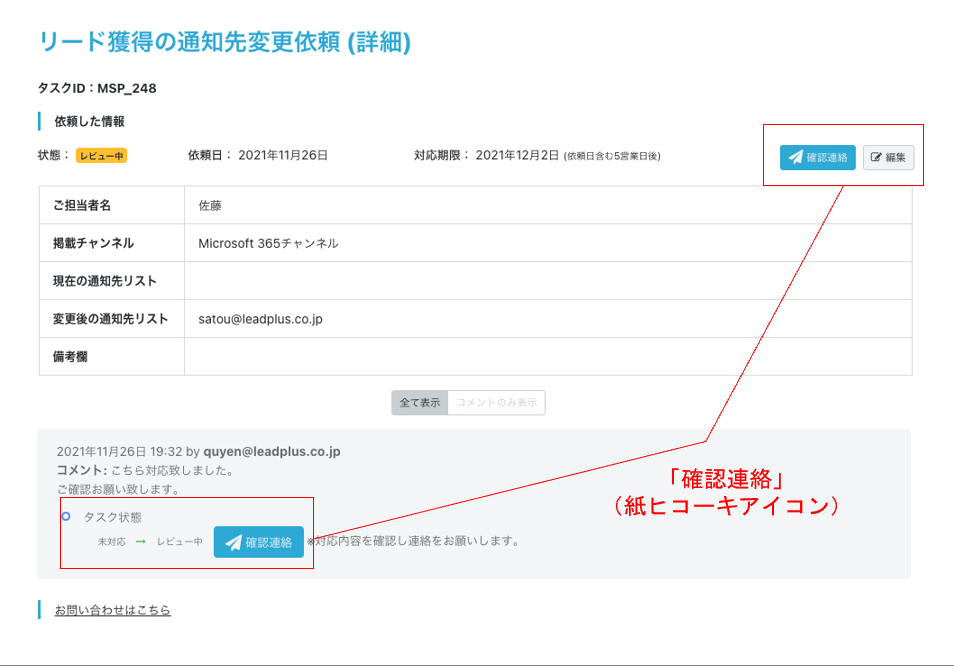 リード獲得の通知先変更依頼 (詳細)
タスクID：MSP_248
依頼した情報
状態： レビュー中 依頼日： 2021年11月26日 対応期限： 2021年12月2日 (依頼日含む5営業日後) 確認連絡 編集
ご担当者名 佐藤
掲載チャンネル Microsoft 365チャンネル
現在の通知先リスト
変更後の通知先リスト satou@leadplus.co.jp
備考欄
全て表示 コメントのみ表示
2021年11月26日 19:32 by quyen@leadplus.co.jp
コメント: こちら対応致しました。
ご確認お願い致します。
タスク状態
未対応 → レビュー中 確認連絡 ※対応内容を確認し連絡をお願いします。
「確認連絡」
（紙ヒコーキアイコン）
お問い合わせはこちら